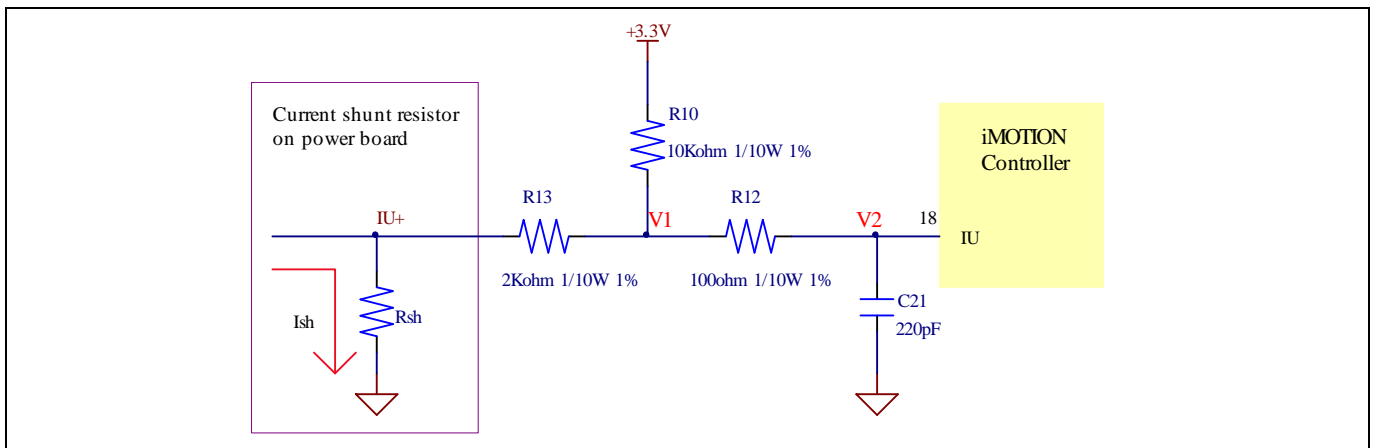 +3.3V
Current shunt resistor
on power board
R10
10Kohm 1/10W 1%
iMOTION
Controller
IU+
R13
V1
R12
V2
18
IU
2Kohm 1/10W 1%
100ohm 1/10W 1%
C21
220pF
Ish
Rsh